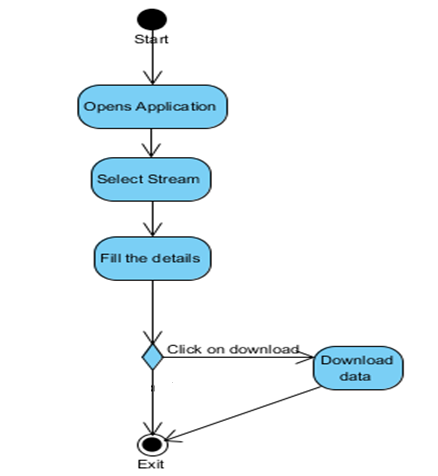 Start
Opens Application
Select Stream
Fill the details
Click on download
Download
data
Exit